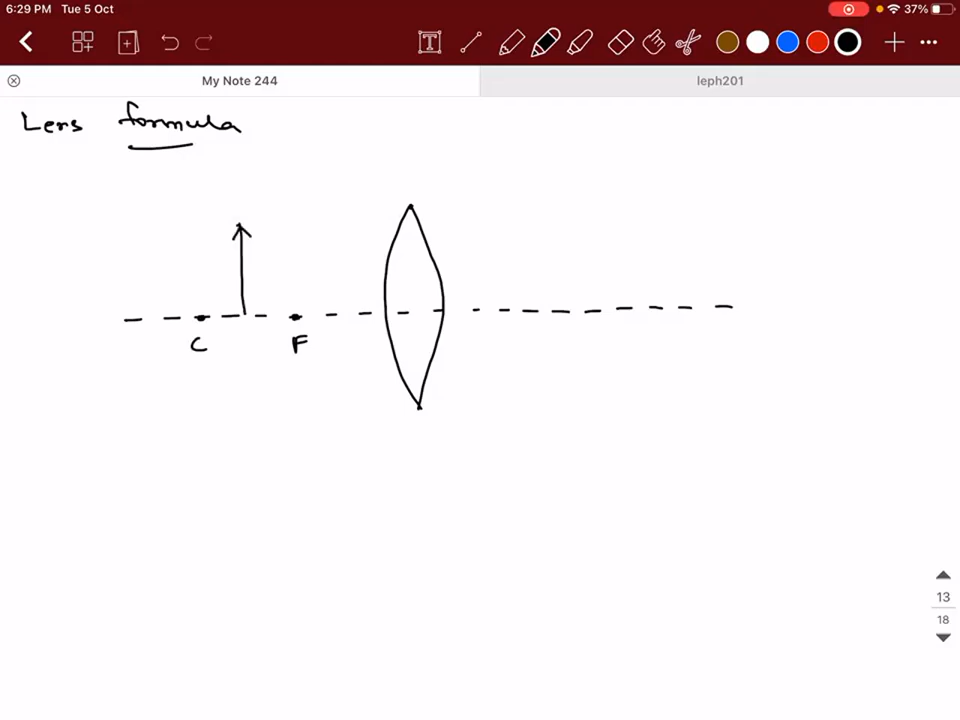 6:29 PM Tue 5 Oct
37%
T
My Note 244
leph201
Lens formula
C
F
13
18